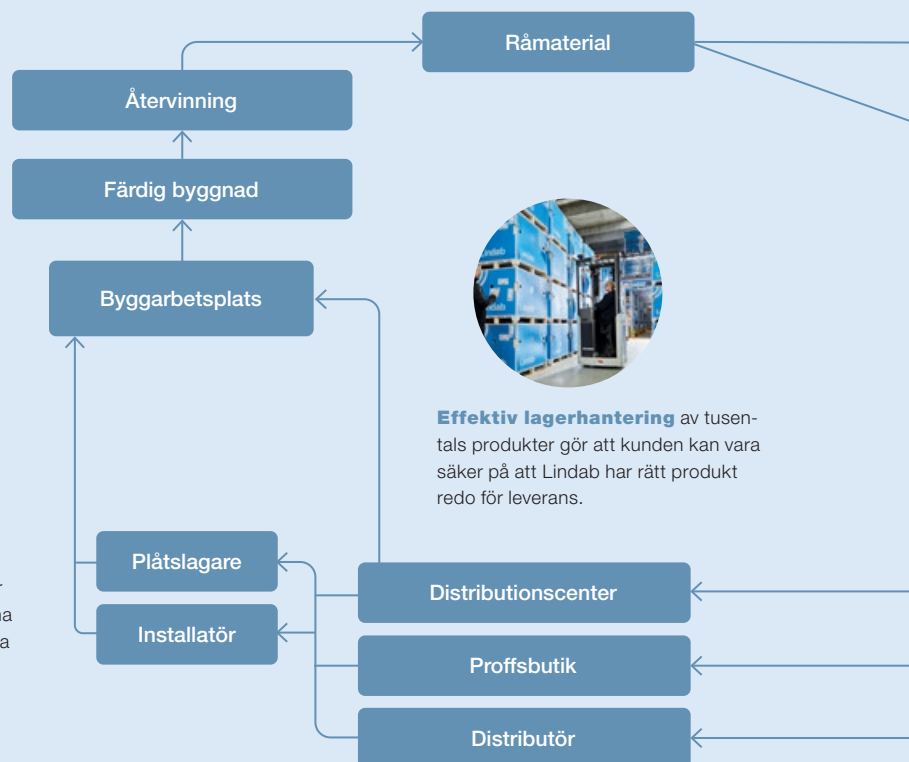 Råmaterial
Återvinning
Färdig byggnad
Byggarbetsplats
Lindab
Effektiv lagerhantering av tusen-
tals produkter gör att kunden kan vara
säker på att Lindab har rätt produkt
redo för leverans.
Plåtslagare
Installatör
Distributionscenter
Proffsbutik
Distributör